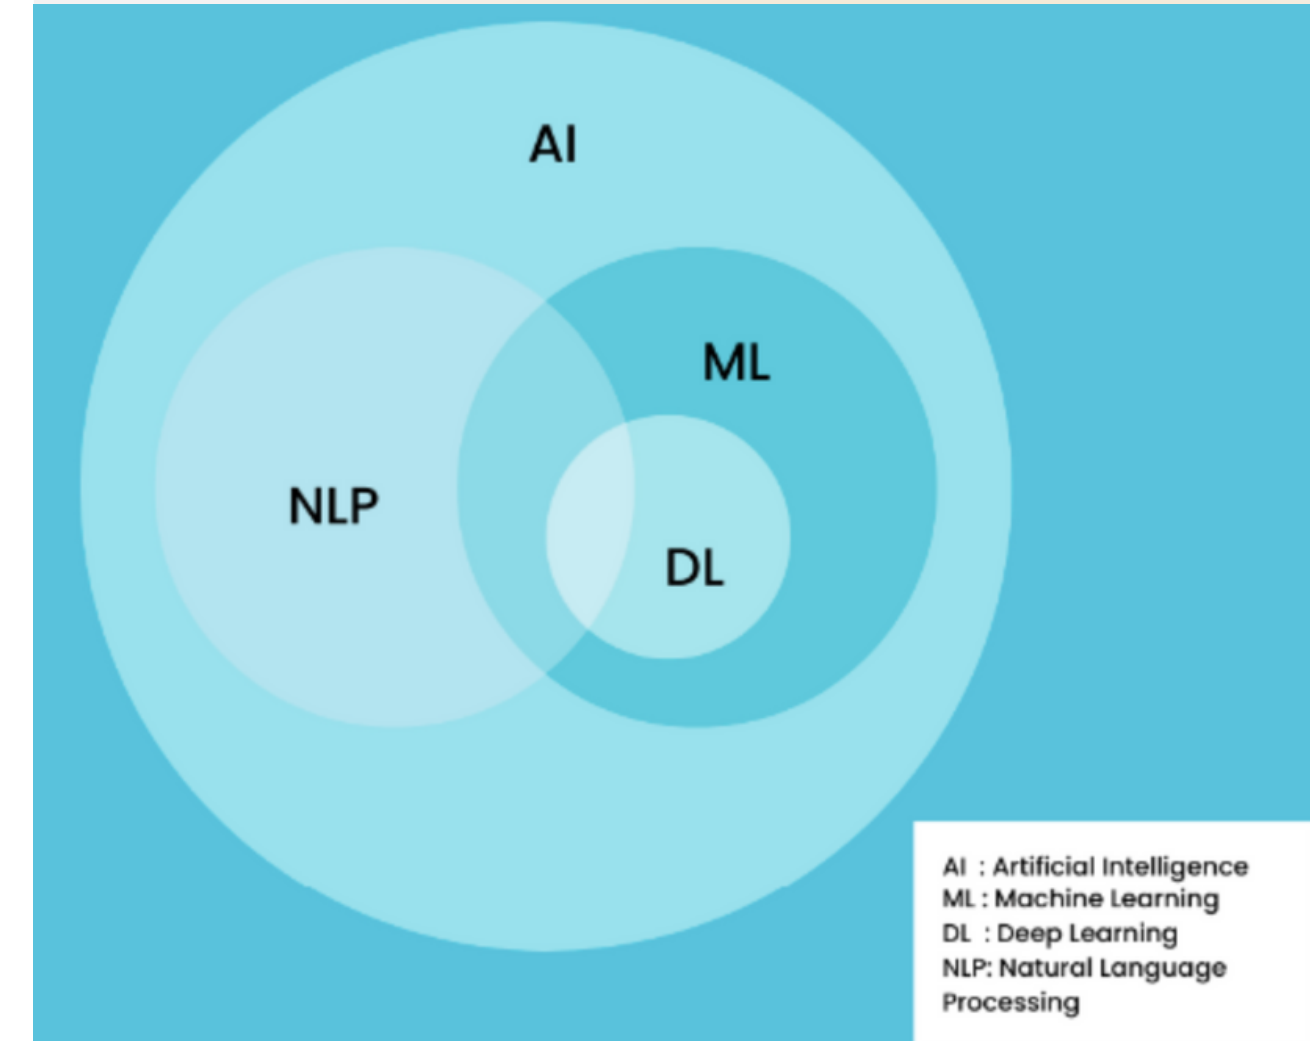 AI
ML
NLP
DL
AI : Artificial Intelligence
ML : Machine Learning
DL : Deep Learning
NLP: Natural Language
Processing